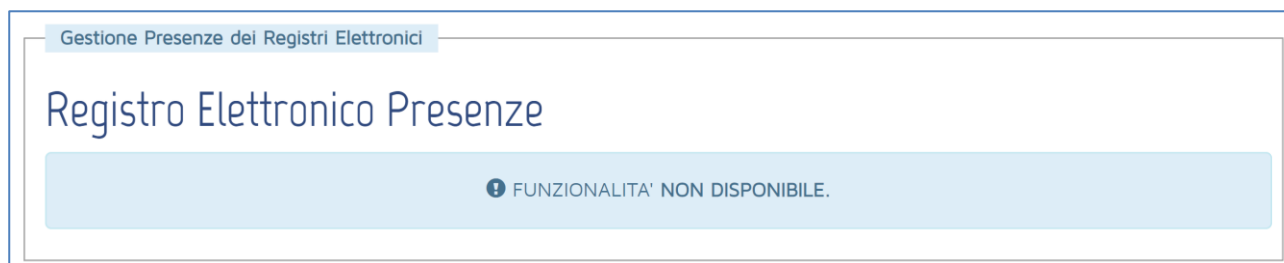 Gestione Presenze dei Registri Elettronici
Registro Elettronico Presenze
FUNZIONALITA' NON DISPONIBILE.